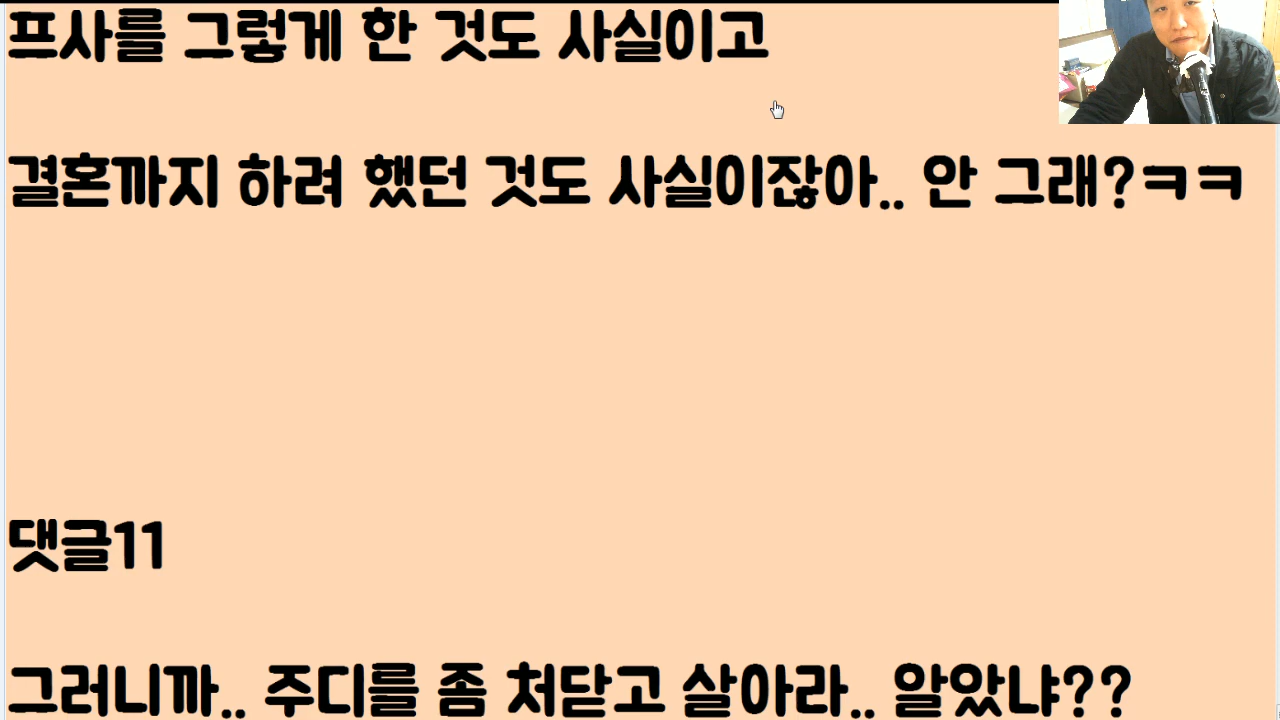 프사를 그렇게 한 것도 사실이고
결혼까지 하려 했던 것도 사실이잖아.. 안 그래?ㅋㅋ
댓글11
그러니까.. 주디를 좀 처닫고 살아라.. 알았냐??